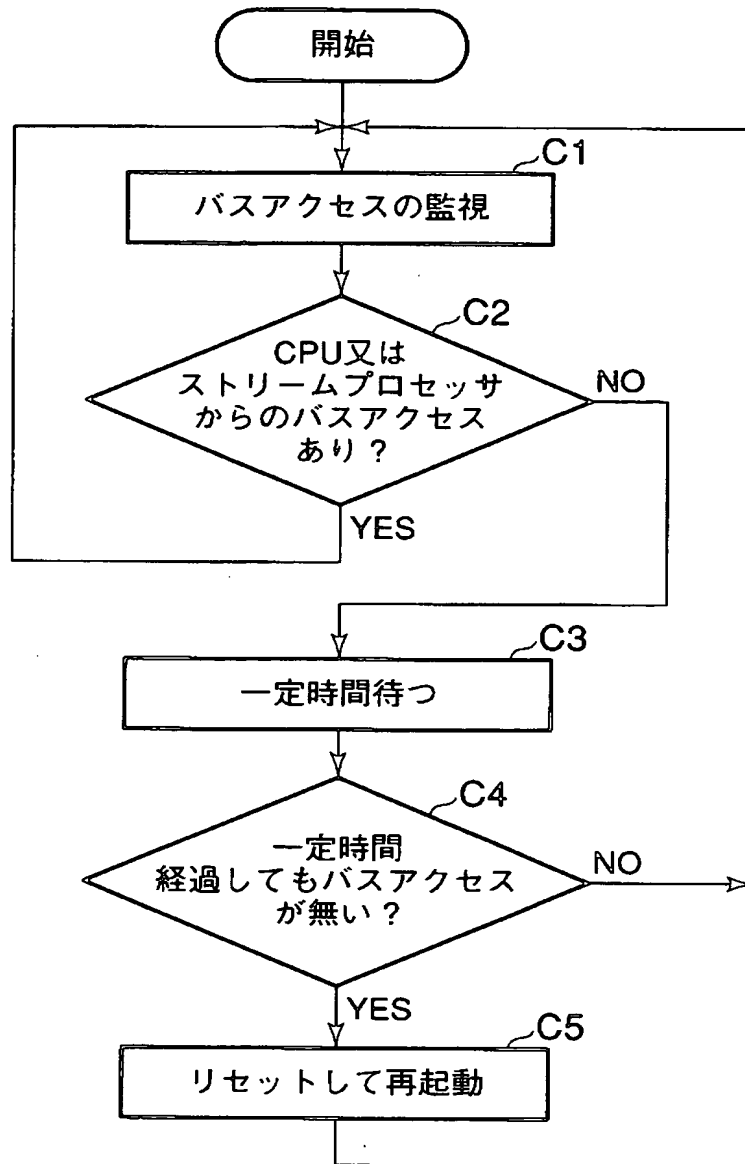 開始
C1
バスアクセスの監視
C2
CPU又は
ストリームプロセッサ
からのバスアクセス
あり？
NO
YES
C3
一定時間待つ
C4
一定時間
経過してもバスアクセス
が無い？
NO
YES
C5
リセットして再起動